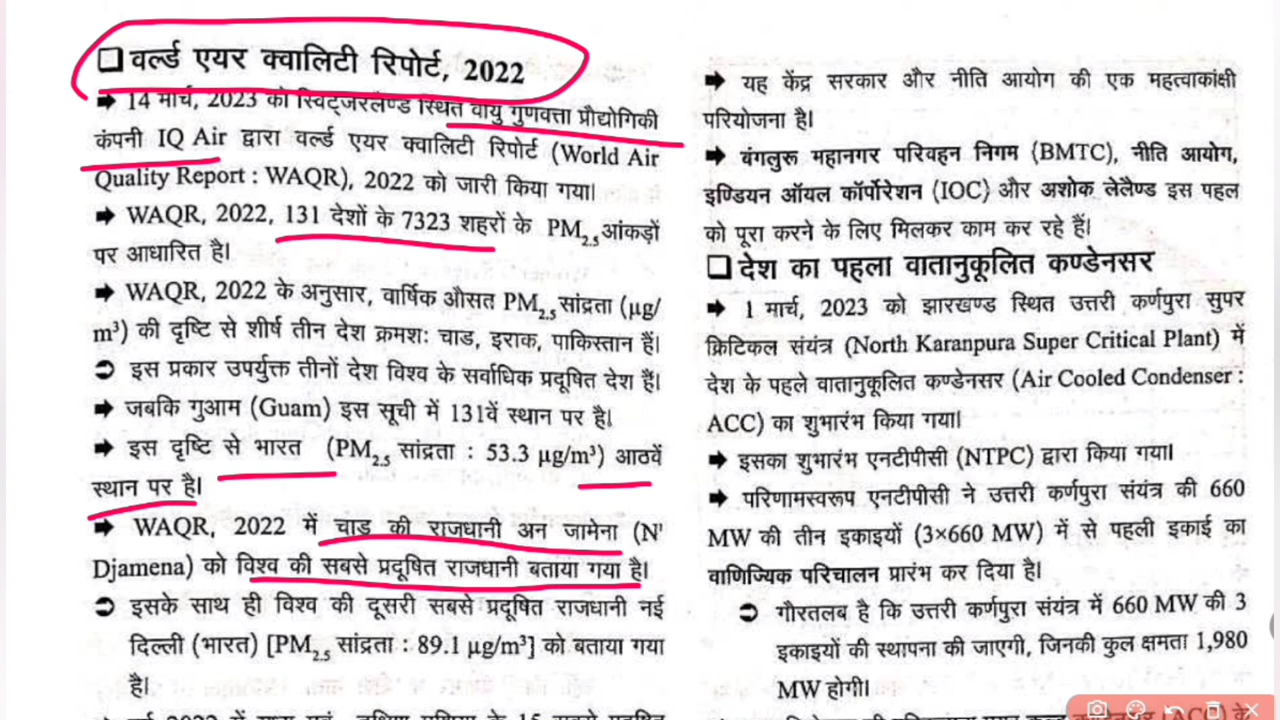 ❑ वर्ल्ड एयर क्वालिटी रिपोर्ट, 2022
➡ 14 मार्च, 2023 को स्विट्जरलैण्ड स्थित वायु गुणवत्ता प्रौद्योगिकी
कंपनी IQ Air द्वारा वर्ल्ड एयर क्वालिटी रिपोर्ट (World Air
Quality Report : WAQR), 2022 को जारी किया गया।
➡ WAQR, 2022, 131 देशों के 7323 शहरों के PM2.5 आंकड़ों
पर आधारित है।
➡ WAQR, 2022 के अनुसार, वार्षिक औसत PM2.5 सांद्रता (µg/
m³) की दृष्टि से शीर्ष तीन देश क्रमशः चाड, इराक, पाकिस्तान हैं।
➲ इस प्रकार उपर्युक्त तीनों देश विश्व के सर्वाधिक प्रदूषित देश हैं।
➡ जबकि गुआम (Guam) इस सूची में 131वें स्थान पर है।
➡ इस दृष्टि से भारत (PM2.5 सांद्रता : 53.3 µg/m³) आठवें
स्थान पर है।
➡ WAQR, 2022 में चाड की राजधानी अन जामेना (N'
Djamena) को विश्व की सबसे प्रदूषित राजधानी बताया गया है।
➲ इसके साथ ही विश्व की दूसरी सबसे प्रदूषित राजधानी नई
दिल्ली (भारत) [PM2.5 सांद्रता : 89.1 µg/m³] को बताया गया
है।
➡ यह केंद्र सरकार और नीति आयोग की एक महत्वाकांक्षी
परियोजना है।
➡ बंगलुरू महानगर परिवहन निगम (BMTC), नीति आयोग,
इण्डियन ऑयल कॉर्पोरेशन (IOC) और अशोक लेलैण्ड इस पहल
को पूरा करने के लिए मिलकर काम कर रहे हैं।
❑ देश का पहला वातानुकूलित कण्डेनसर
➡ 1 मार्च, 2023 को झारखण्ड स्थित उत्तरी कर्णपुरा सुपर
क्रिटिकल संयंत्र (North Karanpura Super Critical Plant) में
देश के पहले वातानुकूलित कण्डेनसर (Air Cooled Condenser :
ACC) का शुभारंभ किया गया।
➡ इसका शुभारंभ एनटीपीसी (NTPC) द्वारा किया गया।
➡ परिणामस्वरूप एनटीपीसी ने उत्तरी कर्णपुरा संयंत्र की 660
MW की तीन इकाइयों (3×660 MW) में से पहली इकाई का
वाणिज्यिक परिचालन प्रारंभ कर दिया है।
➲ गौरतलब है कि उत्तरी कर्णपुरा संयंत्र में 660 MW की 3
इकाइयों की स्थापना की जाएगी, जिनकी कुल क्षमता 1,980
MW होगी।